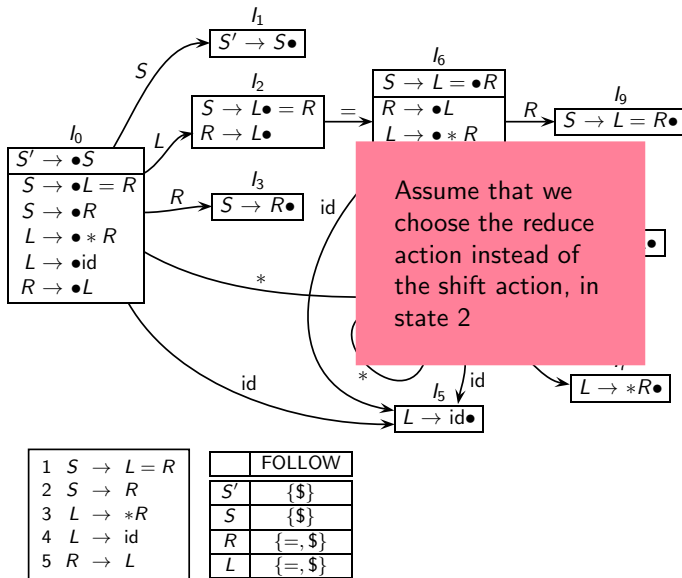 I₁
S′ → S●
I₆
S → L = ●R
R → ●L
L → ● * R
S
I₂
S → L● = R
R → L●
=
R
I₉
S → L = R●
I₀
S′ → ●S
S → ●L = R
S → ●R
L → ● * R
L → ●id
R → ●L
L
R
I₃
S → R●
id
Assume that we
choose the reduce
action instead of
the shift action, in
state 2
●
*
*
id
id
I₅
L → id●
L → *R●
1 S → L = R
2 S → R
3 L → *R
4 L → id
5 R → L
FOLLOW
S′ {$}
S {$}
R {=, $}
L {=, $}